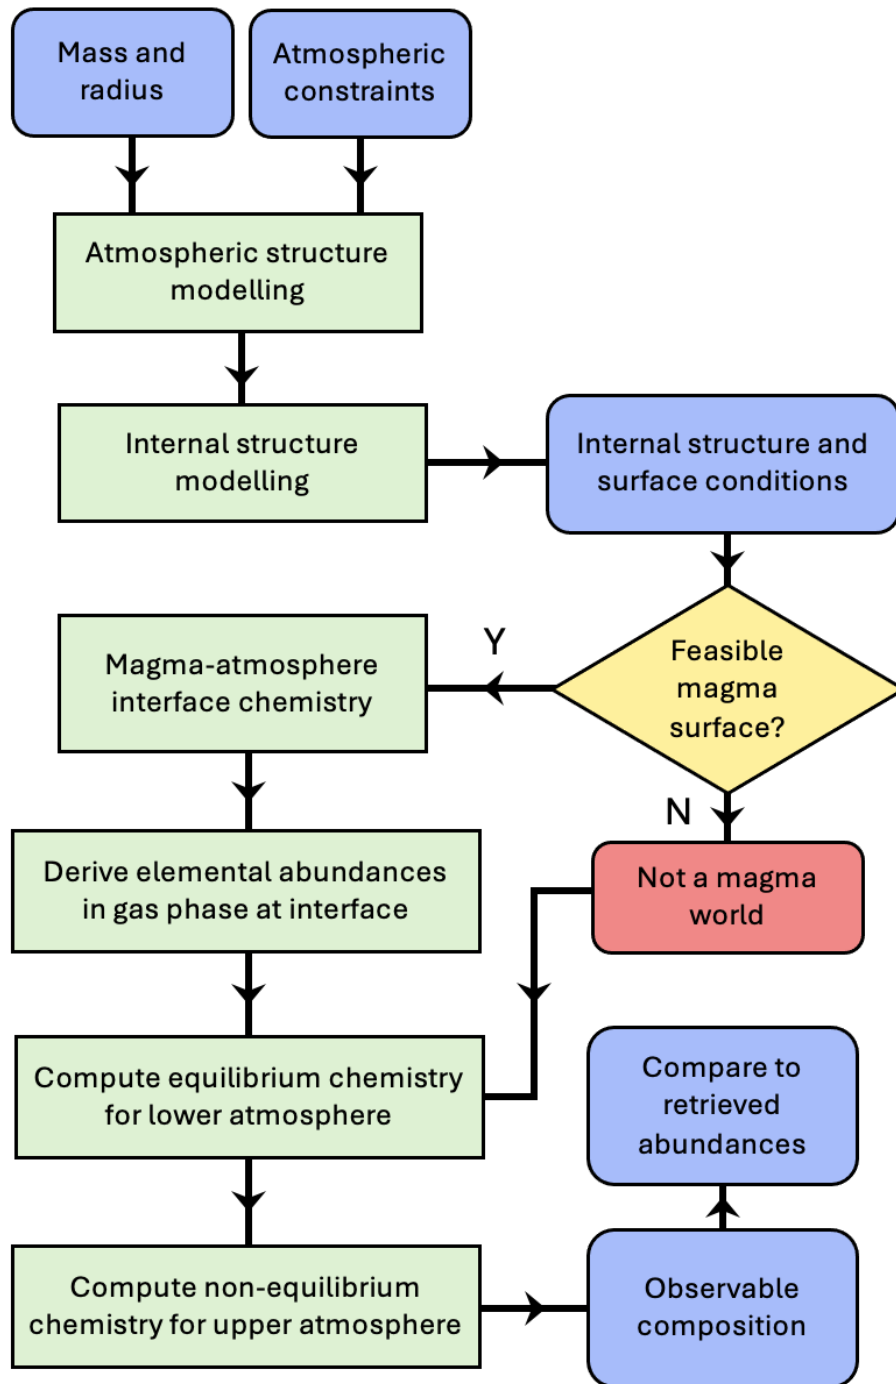 Mass and
radius
Atmospheric
constraints
Atmospheric structure
modelling
Internal structure
modelling
Internal structure and
surface conditions
Feasible
magma
surface?
Y
N
Magma-atmosphere
interface chemistry
Not a magma
world
Derive elemental abundances
in gas phase at interface
Compute equilibrium chemistry
for lower atmosphere
Compute non-equilibrium
chemistry for upper atmosphere
Observable
composition
Compare to
retrieved
abundances